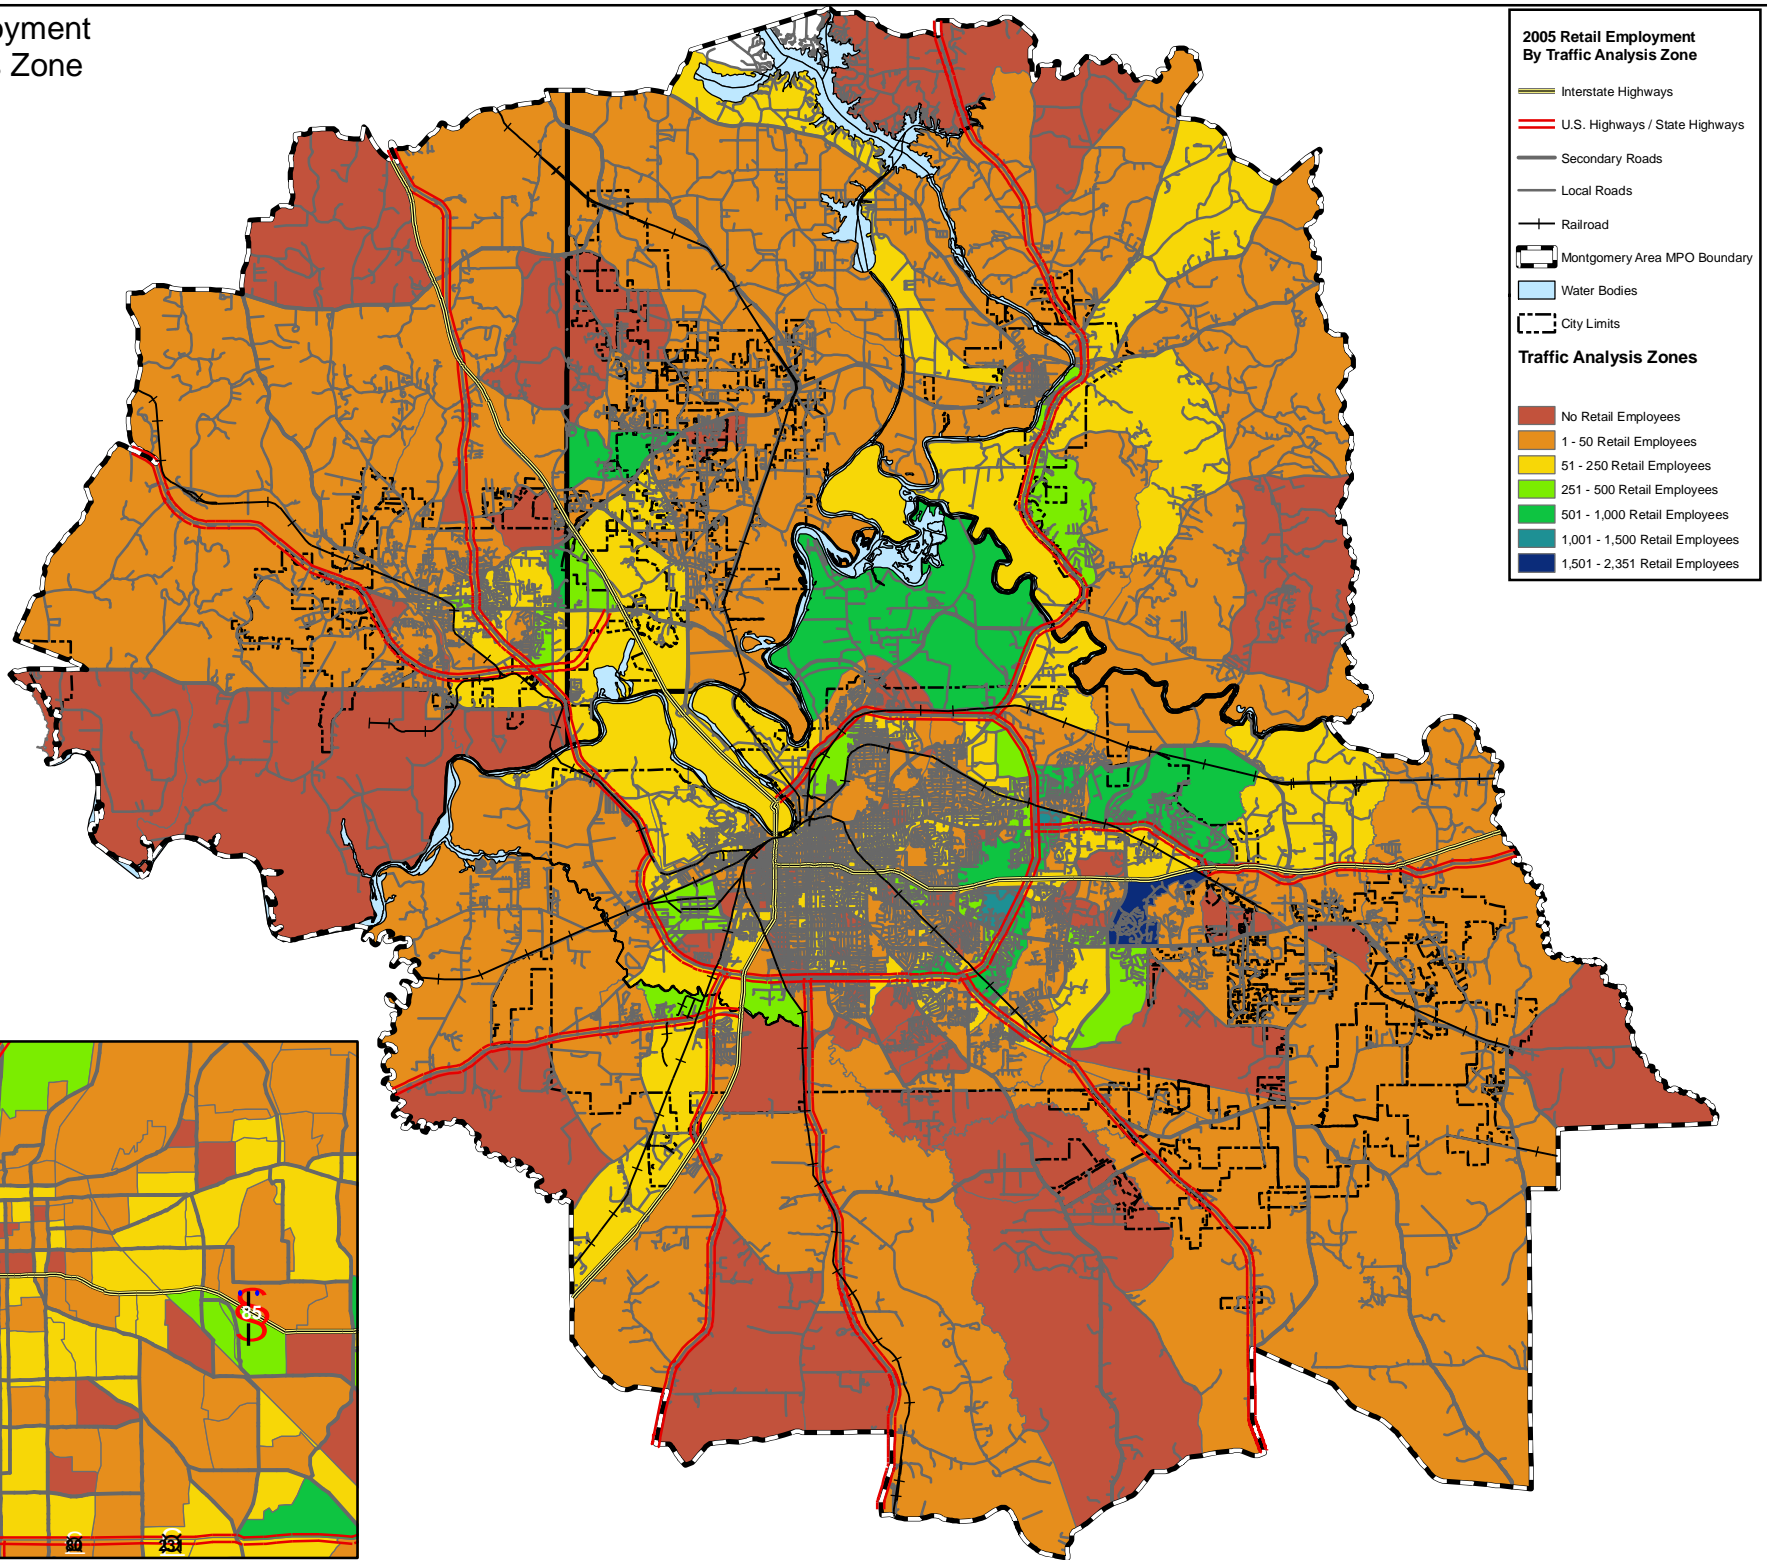 oyment
Zone
2005 Retail Employment
By Traffic Analysis Zone
Interstate Highways
U.S. Highways / State Highways
Secondary Roads
Local Roads
Railroad
Montgomery Area MPO Boundary
Water Bodies
City Limits
Traffic Analysis Zones
No Retail Employees
1 - 50 Retail Employees
51 - 250 Retail Employees
251 - 500 Retail Employees
501 - 1,000 Retail Employees
1,001 - 1,500 Retail Employees
1,501 - 2,351 Retail Employees
85
80
231